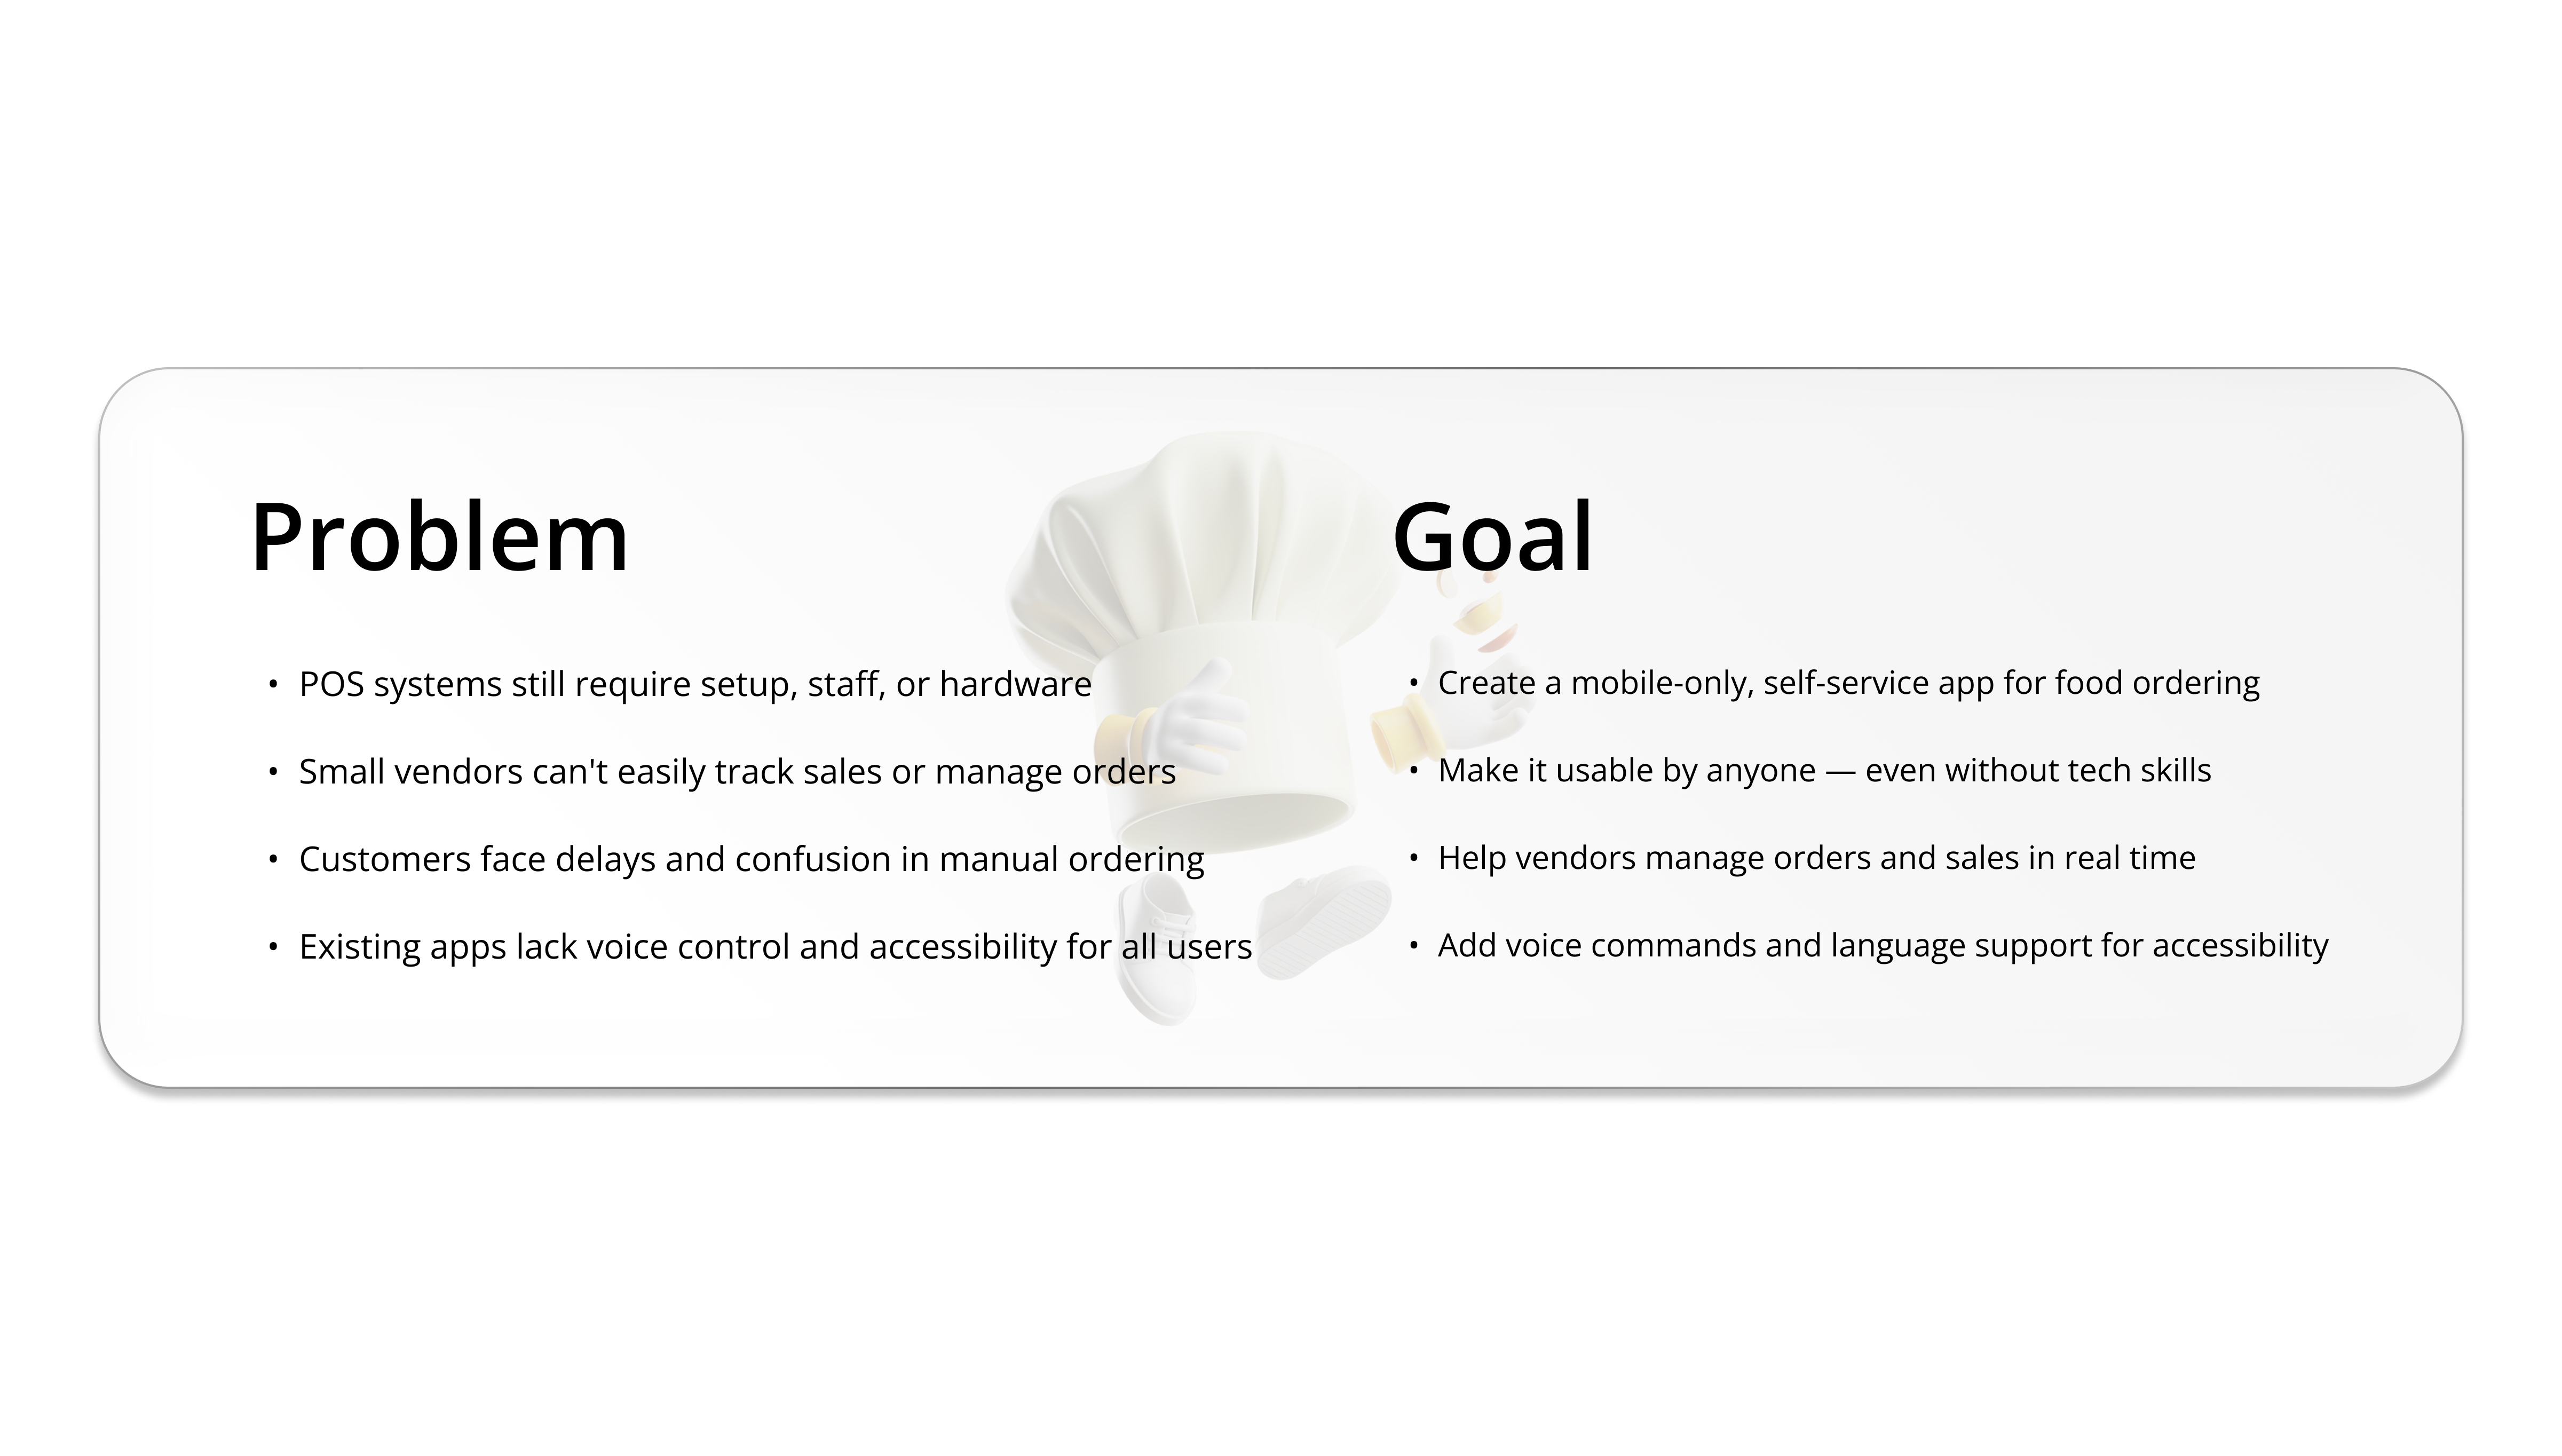 Problem
• POS systems still require setup, staff, or hardware
• Small vendors can't easily track sales or manage orders
• Customers face delays and confusion in manual ordering
• Existing apps lack voice control and accessibility for all users
Goal
• Create a mobile-only, self-service app for food ordering
• Make it usable by anyone — even without tech skills
• Help vendors manage orders and sales in real time
• Add voice commands and language support for accessibility